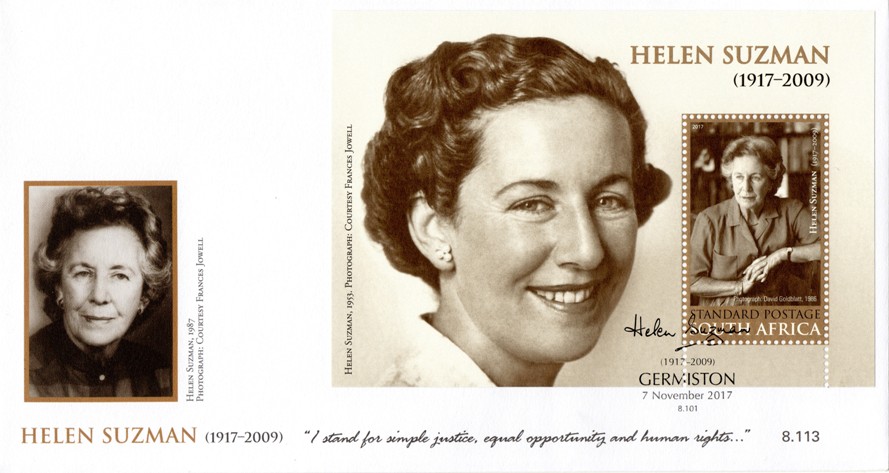 HELEN SUZMAN
(1917–2009)
2017
HELEN SUZMAN (1917–2009)
Photograph: David Goldblatt, 1986
STANDARD POSTAGE
SOUTH AFRICA
HELEN SUZMAN, 1953. PHOTOGRAPH: COURTESY FRANCES JOWELL
Helen Suzman
(1917–2009)
GERMISTON
7 November 2017
8.101
HELEN SUZMAN, 1987
PHOTOGRAPH: COURTESY FRANCES JOWELL
HELEN SUZMAN (1917–2009) "I stand for simple justice, equal opportunity and human rights..." 8.113